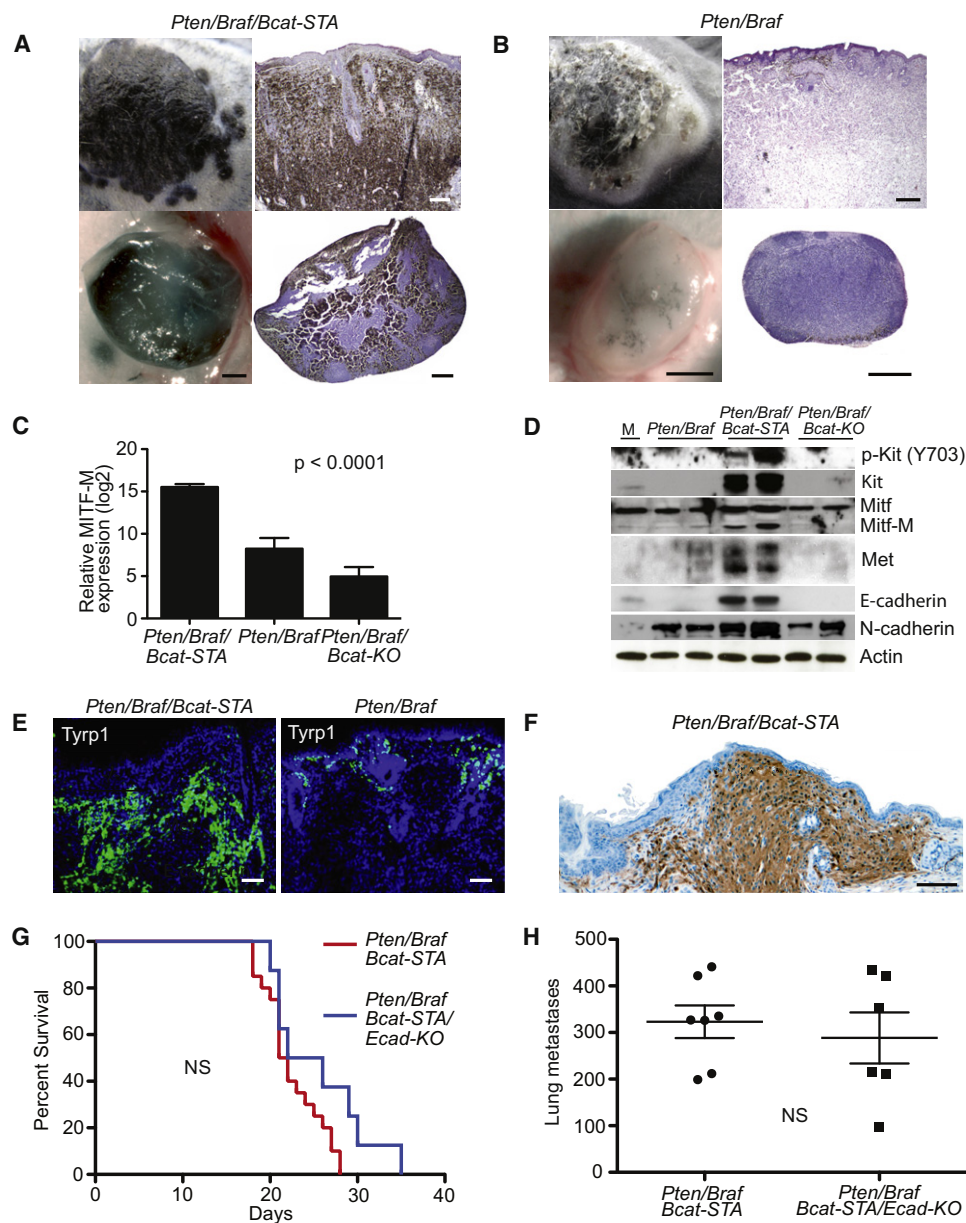 Pten/Braf/Bcat-STA
Pten/Braf
A
B
C
Relative MITF-M
expression (log2)
20
15
10
5
0
p < 0.0001
Pten/Braf/
Bcat-STA
Pten/Braf
Pten/Braf/
Bcat-KO
D
M
Pten/Braf
Pten/Braf/
Bcat-STA
Pten/Braf/
Bcat-KO
p-Kit (Y703)
Kit
Mitf
Mitf-M
Met
E-cadherin
N-cadherin
Actin
E
Pten/Braf/Bcat-STA
Pten/Braf
Tyrp1
Tyrp1
F
Pten/Braf/Bcat-STA
G
Percent Survival
100
80
60
40
20
0
NS
0
10
20
30
40
Days
Pten/Braf
Bcat-STA
Pten/Braf
Bcat-STA/
Ecad-KO
H
Lung metastases
500
400
300
200
100
0
NS
Pten/Braf
Bcat-STA
Pten/Braf
Bcat-STA/Ecad-KO